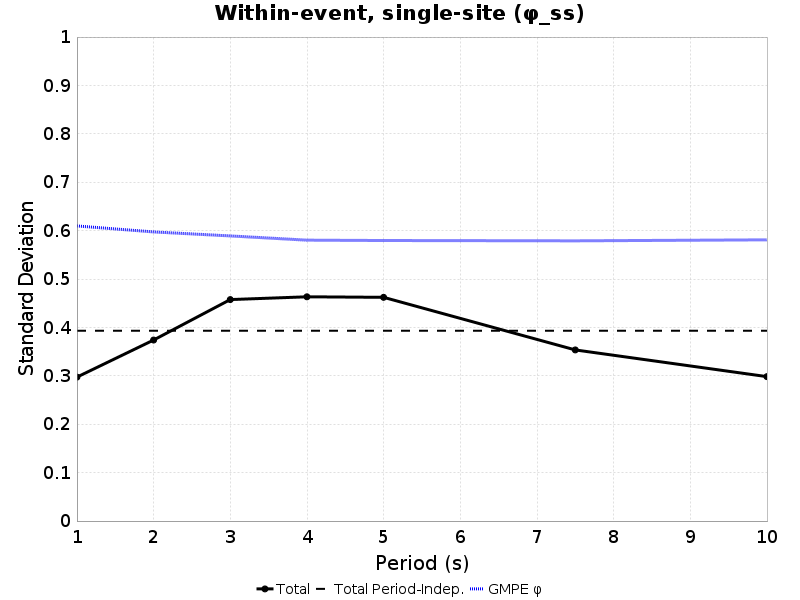 Within-event, single-site (φ_ss)
Standard Deviation
1
0.9
0.8
0.7
0.6
0.5
0.4
0.3
0.2
0.1
0
1 2 3 4 5 6 7 8 9 10
Period (s)
Total Total Period-Indep. GMPE φ